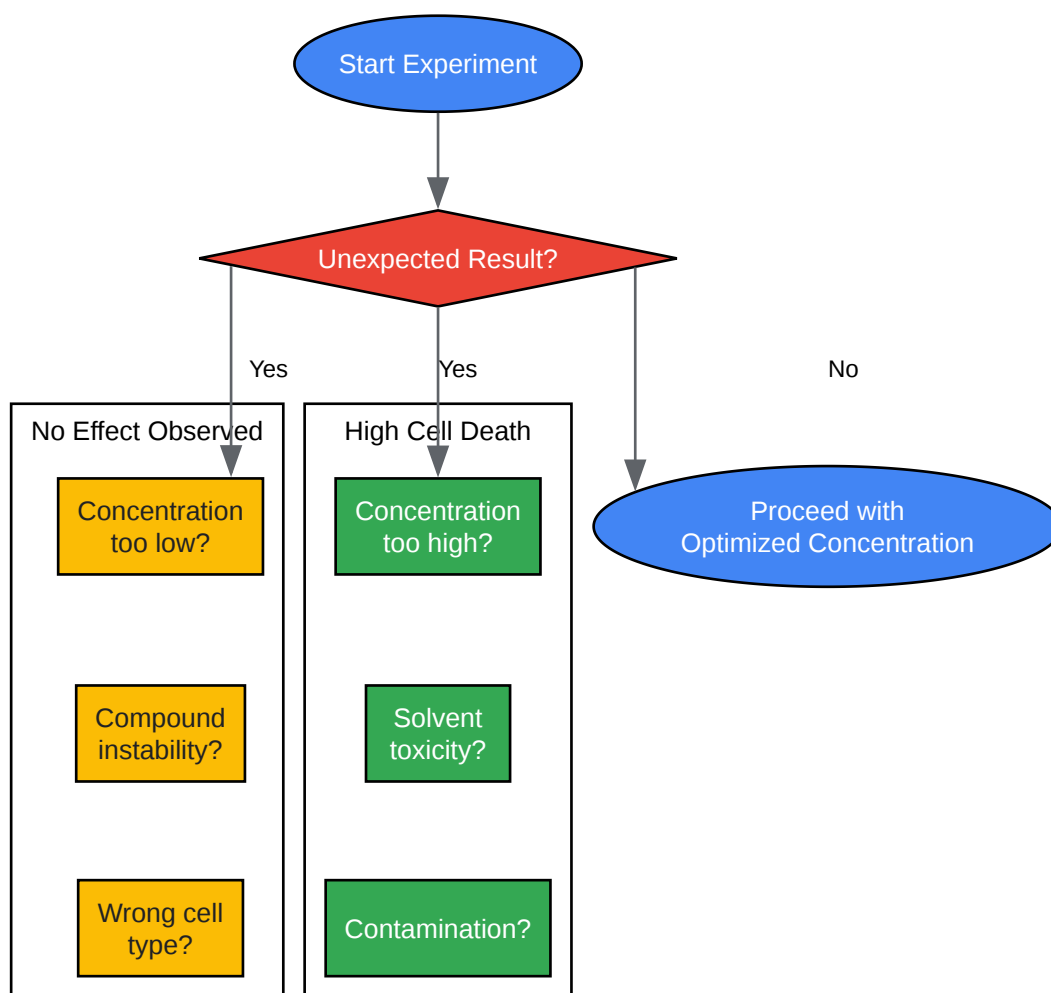 Start Experiment
Unexpected Result?
Yes
Yes
No
No Effect Observed
High Cell Death
Concentration
too low?
Concentration
too high?
Proceed with
Optimized Concentration
Compound
instability?
Solvent
toxicity?
Wrong cell
type?
Contamination?